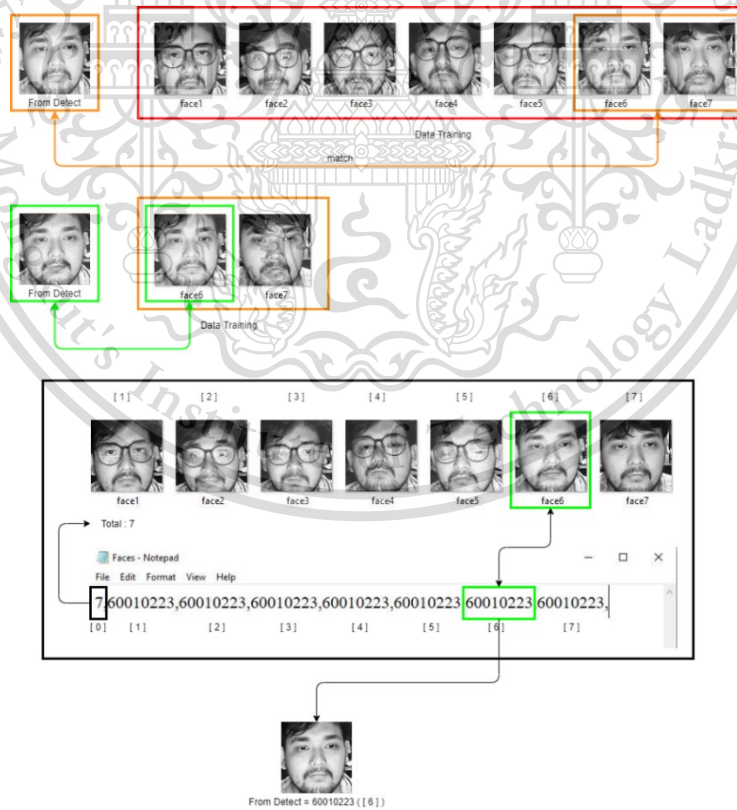 From Detect face1 face2 face3 face4 face5 face6 face7
Data Training
match
From Detect face6 face7
Data Training
[ 1 ] [ 2 ] [ 3 ] [ 4 ] [ 5 ] [ 6 ] [ 7 ]
face1 face2 face3 face4 face5 face6 face7
Total : 7
Faces - Notepad
File Edit Format View Help
7,60010223,60010223,60010223,60010223,60010223 60010223 60010223,
[ 0 ] [ 1 ] [ 2 ] [ 3 ] [ 4 ] [ 5 ] [ 6 ] [ 7 ]
From Detect = 60010223 ( [ 6 ] )